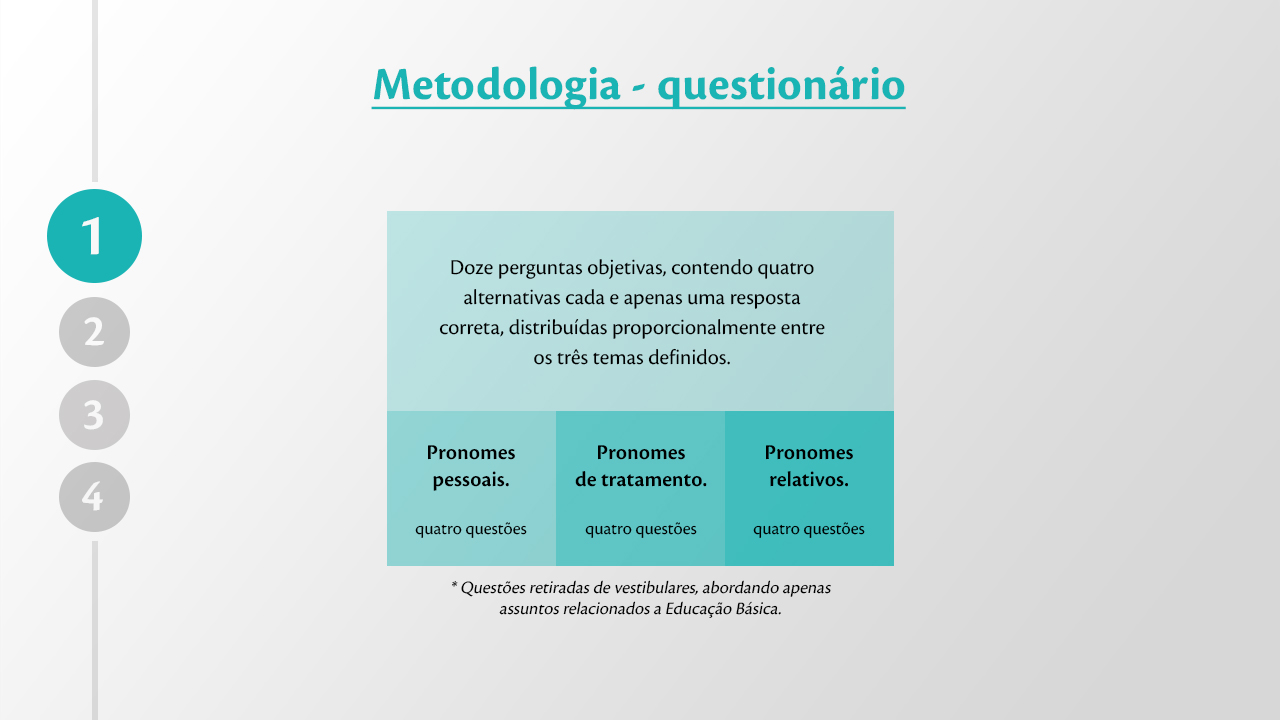 Metodologia - questionário
1
2
3
4
Doze perguntas objetivas, contendo quatro
alternativas cada e apenas uma resposta
correta, distribuídas proporcionalmente entre
os três temas definidos.
Pronomes
pessoais.
quatro questões
Pronomes
de tratamento.
quatro questões
Pronomes
relativos.
quatro questões
* Questões retiradas de vestibulares, abordando apenas
assuntos relacionados a Educação Básica.